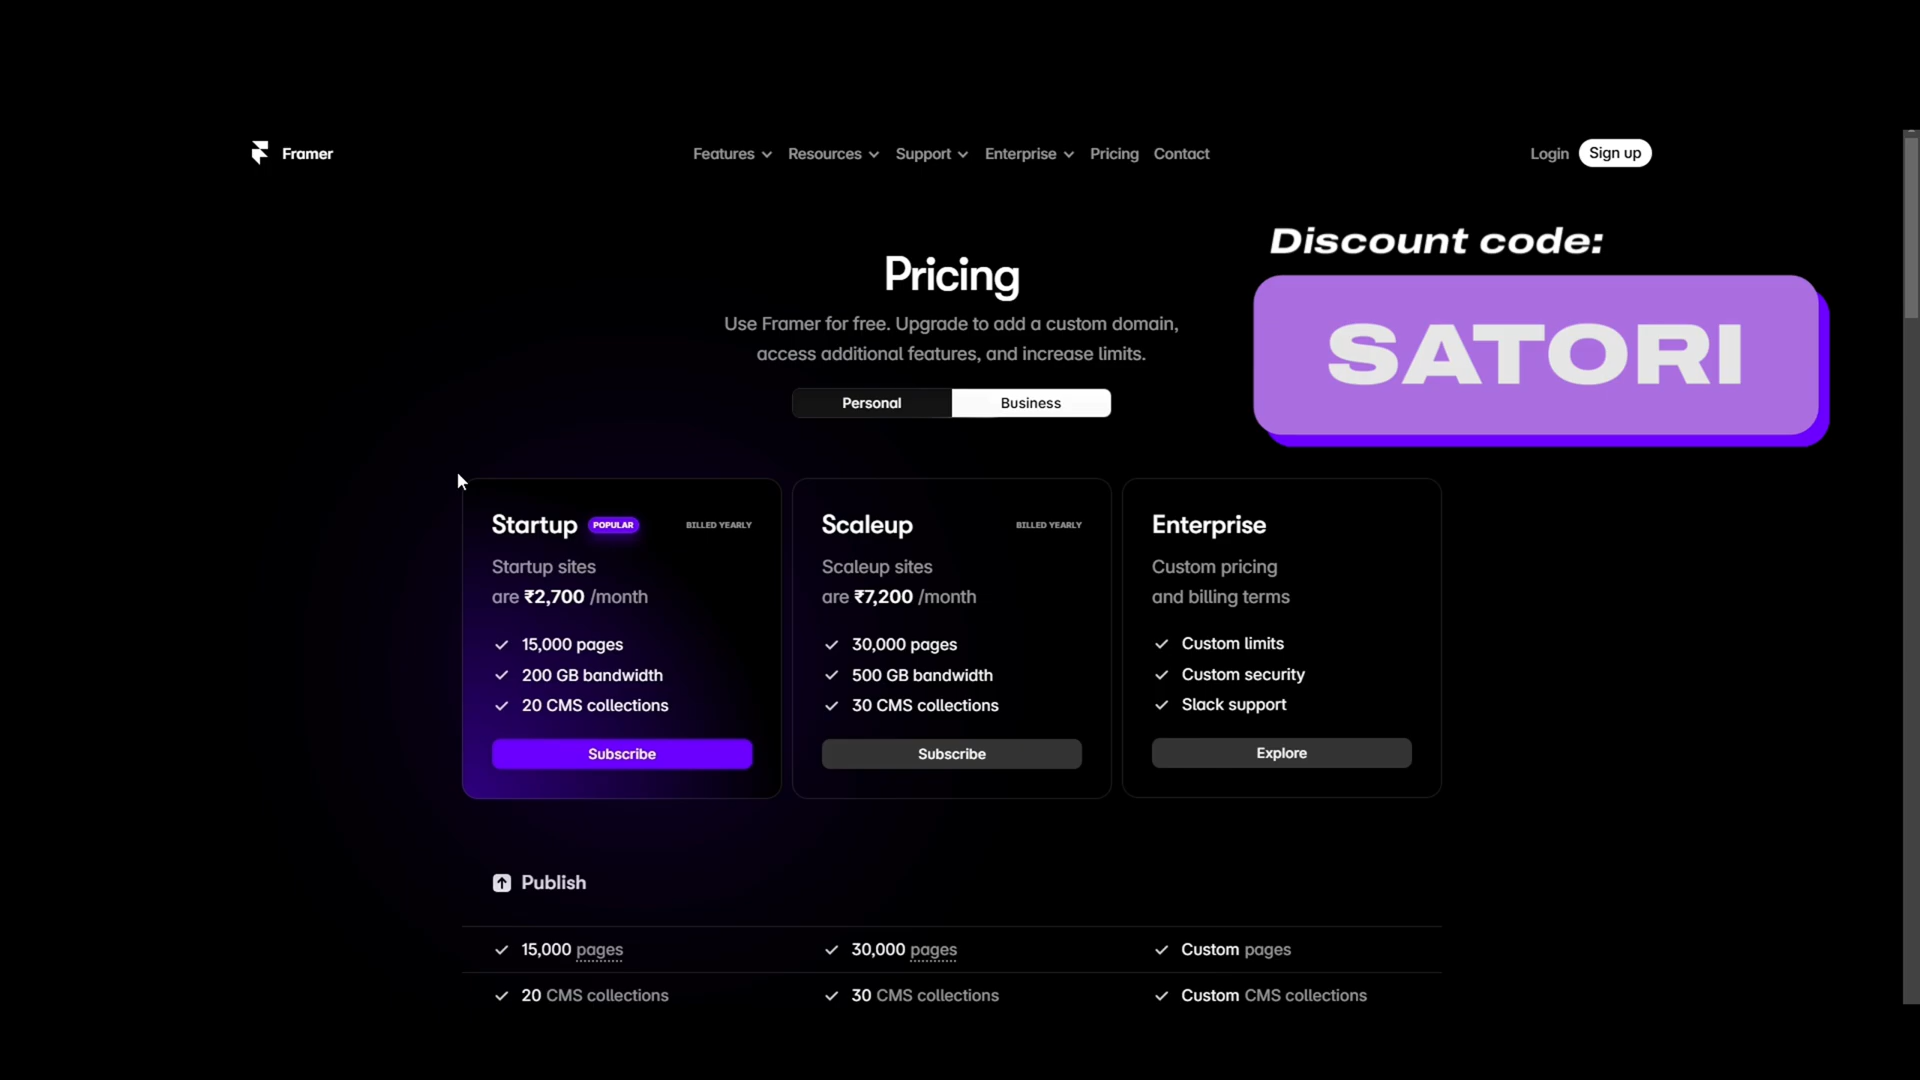 Framer
Features
Resources
Support
Enterprise
Pricing
Contact
Login
Sign up
Discount code:
SATORI
Pricing
Use Framer for free. Upgrade to add a custom domain,
access additional features, and increase limits.
Personal
Business
Startup
POPULAR
BILLED YEARLY
Startup sites
are ₹2,700 /month
15,000 pages
200 GB bandwidth
20 CMS collections
Subscribe
Scaleup
BILLED YEARLY
Scaleup sites
are ₹7,200 /month
30,000 pages
500 GB bandwidth
30 CMS collections
Subscribe
Enterprise
Custom pricing
and billing terms
Custom limits
Custom security
Slack support
Explore
Publish
15,000 pages
30,000 pages
Custom pages
20 CMS collections
30 CMS collections
Custom CMS collections